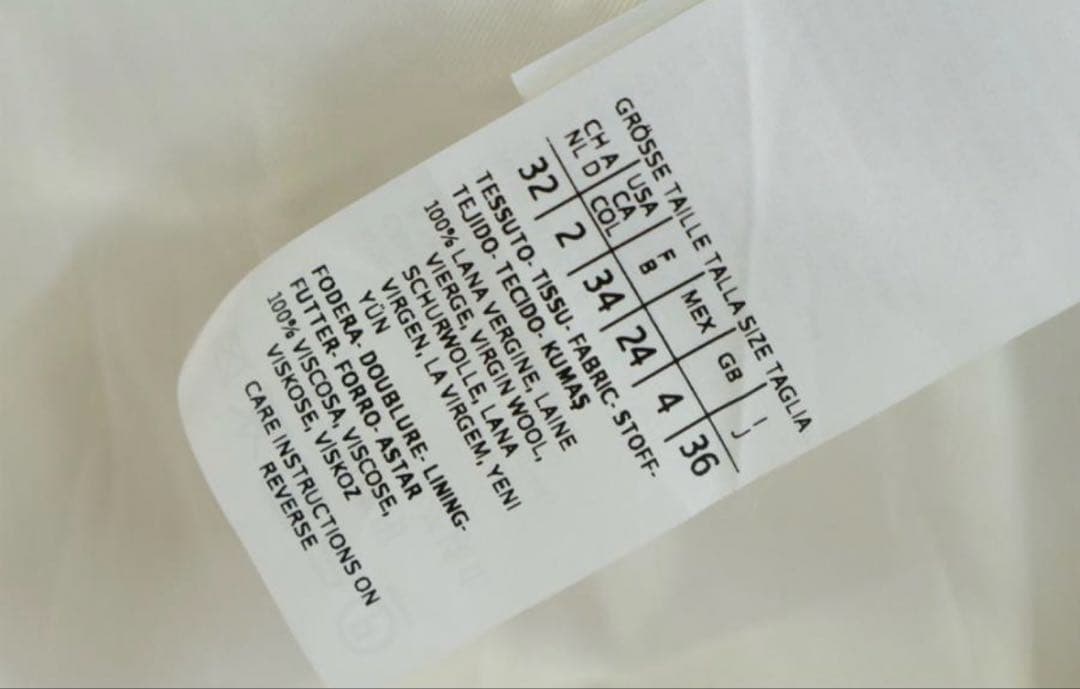 GRÖSSE TAILLE TALLA SIZE TAGLIA
CH A USA F MEX GB I
NL D CA B J
COL
32 2 34 24 4 36
TESSUTO- TISSU- FABRIC- STOFF-
TEJIDO- TECIDO- KUMAŞ
100% LANA VERGINE, LAINE
VIERGE, VIRGIN WOOL,
SCHURWOLLE, LANA
VIRGEN, LA VIRGEM, YENI
YÜN
FODERA- DOUBLURE- LINING-
FUTTER- FORRO- ASTAR
100% VISCOSA, VISCOSE,
VISKOSE, VİSKOZ
CARE INSTRUCTIONS ON
REVERSE